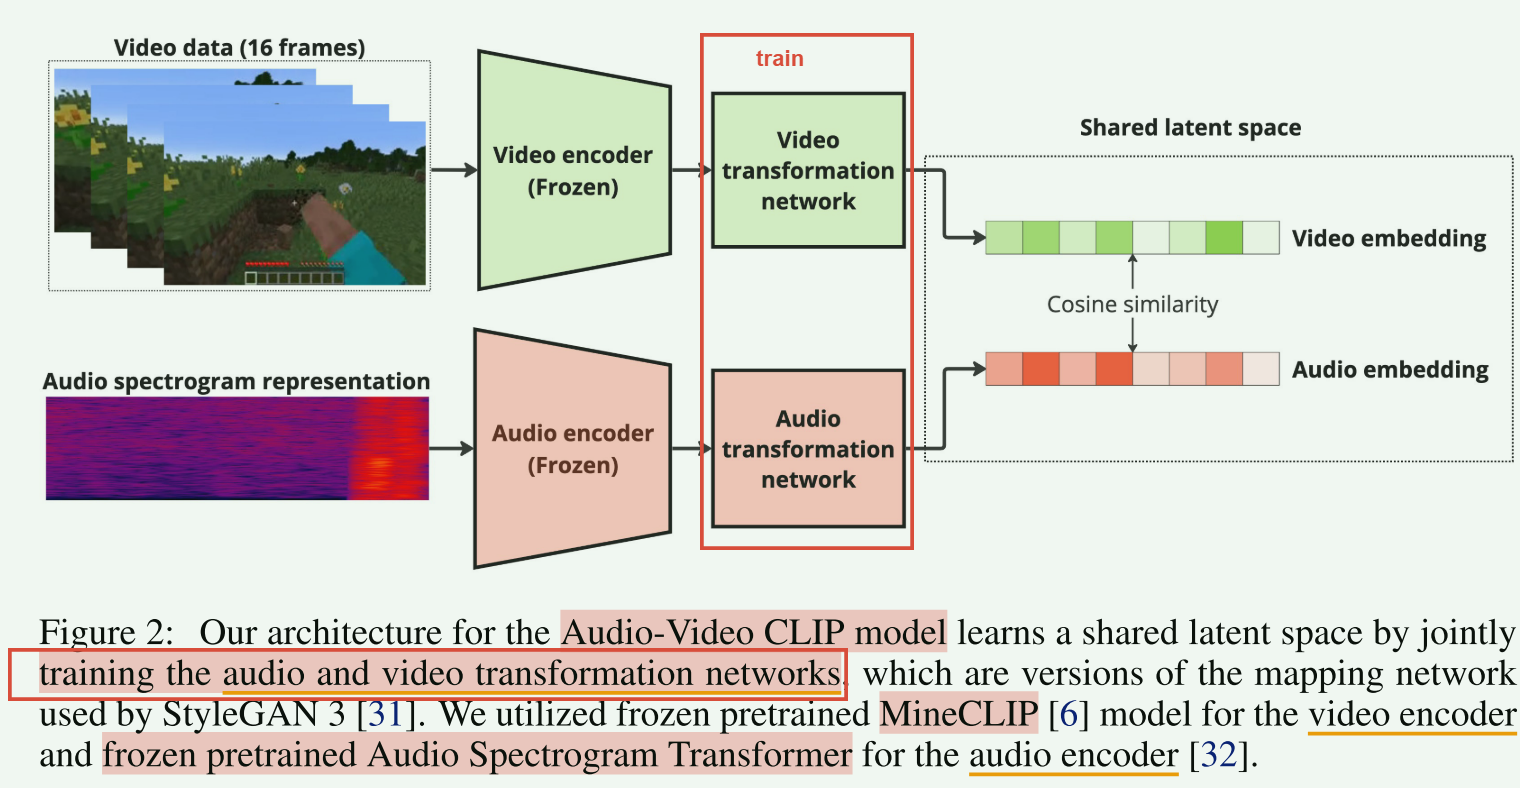 Video data (16 frames)
train
Video encoder
(Frozen)
Video
transformation
network
Shared latent space
Video embedding
Cosine similarity
Audio embedding
Audio spectrogram representation
Audio encoder
(Frozen)
Audio
transformation
network
Figure 2: Our architecture for the Audio-Video CLIP model learns a shared latent space by jointly
training the audio and video transformation networks, which are versions of the mapping network
used by StyleGAN 3 [31]. We utilized frozen pretrained MineCLIP [6] model for the video encoder
and frozen pretrained Audio Spectrogram Transformer for the audio encoder [32].